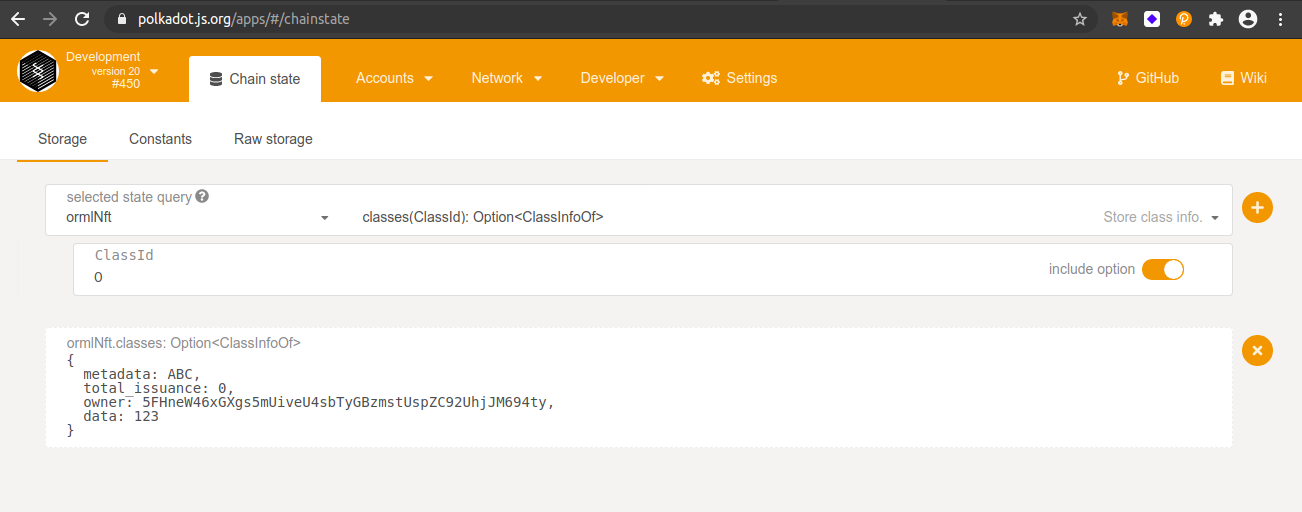 polkadot.js.org/apps/#/chainstate
Development
version 20
#450
Chain state
Accounts
Network
Developer
Settings
GitHub
Wiki
Storage
Constants
Raw storage
selected state query ?
ormlNft
classes(ClassId): Option<ClassInfoOf>
Store class info.
ClassId
0
include option
ormlNft.classes: Option<ClassInfoOf>
{
  metadata: ABC,
  total_issuance: 0,
  owner: 5FHneW46xGXgs5mUiveU4sbTyGBzmstUspZC92UhjJM694ty,
  data: 123
}